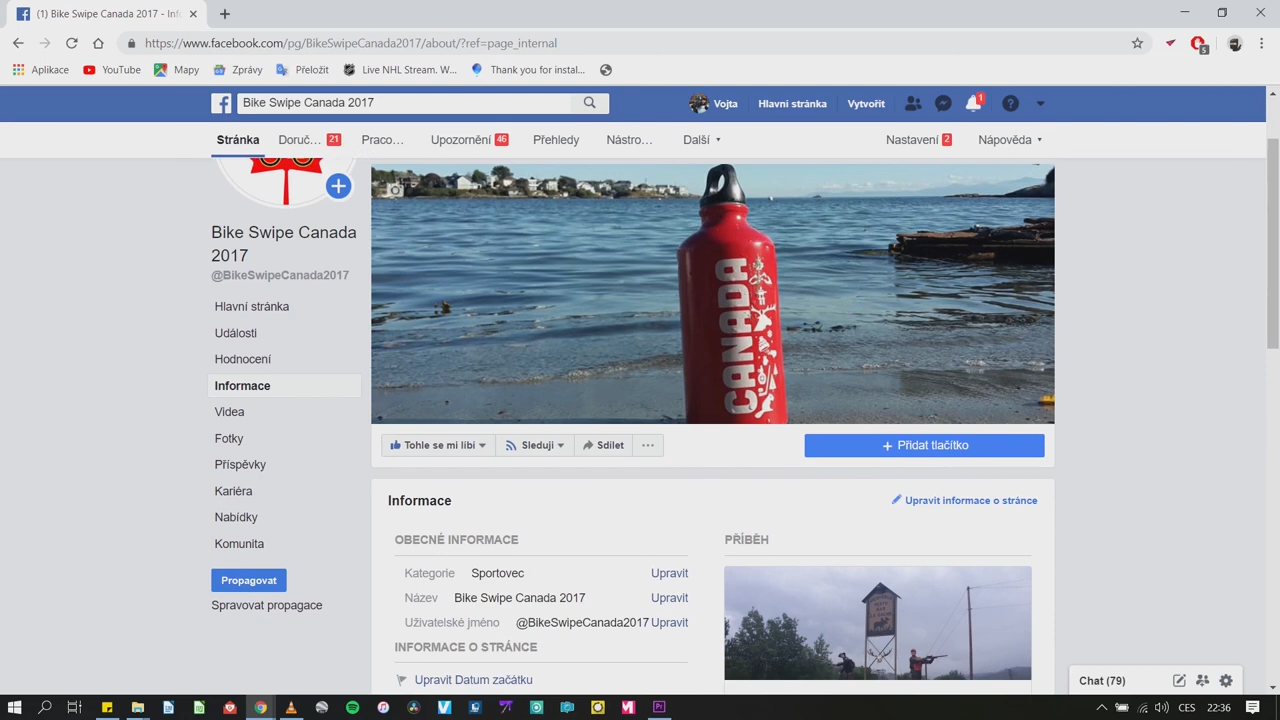 (1) Bike Swipe Canada 2017 - Info
https://www.facebook.com/pg/BikeSwipeCanada2017/about/?ref=page_internal
5
Aplikace YouTube Mapy Zprávy Přeložit Live NHL Stream. W... Thank you for instal...
Bike Swipe Canada 2017 Vojta Hlavní stránka Vytvořit 1
Stránka Doruč... 21 Praco... Upozornění 46 Přehledy Nástro... Další Nastavení 2 Nápověda
CANADA
Bike Swipe Canada
2017
@BikeSwipeCanada2017
Hlavní stránka
Události
Hodnocení
Informace
Videa
Fotky
Příspěvky
Kariéra
Nabídky
Komunita
Propagovat
Spravovat propagace
Tohle se mi líbí Sleduji Sdílet ... + Přidat tlačítko
Informace Upravit informace o stránce
OBECNÉ INFORMACE
Kategorie Sportovec Upravit
Název Bike Swipe Canada 2017 Upravit
Uživatelské jméno @BikeSwipeCanada2017 Upravit
INFORMACE O STRÁNCE
Upravit Datum začátku
PŘÍBĚH
Chat (79)
CES 22:36